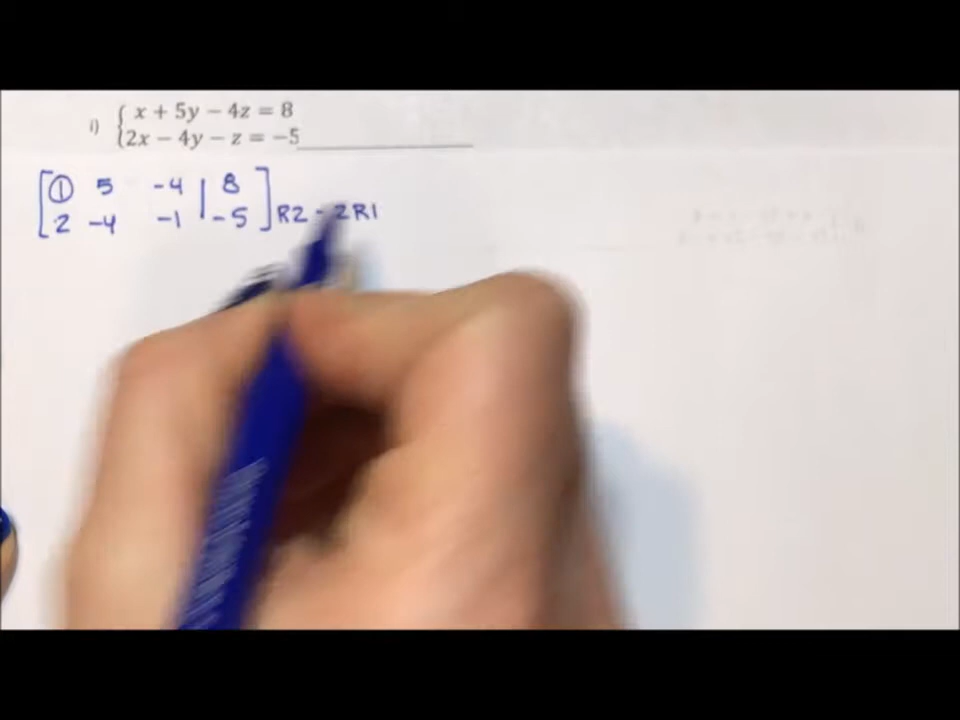 i) { x + 5y − 4z = 8
2x − 4y − z = −5
[ 1 5 -4 | 8 ]
2 -4 -1 | -5 R2 - 2R1